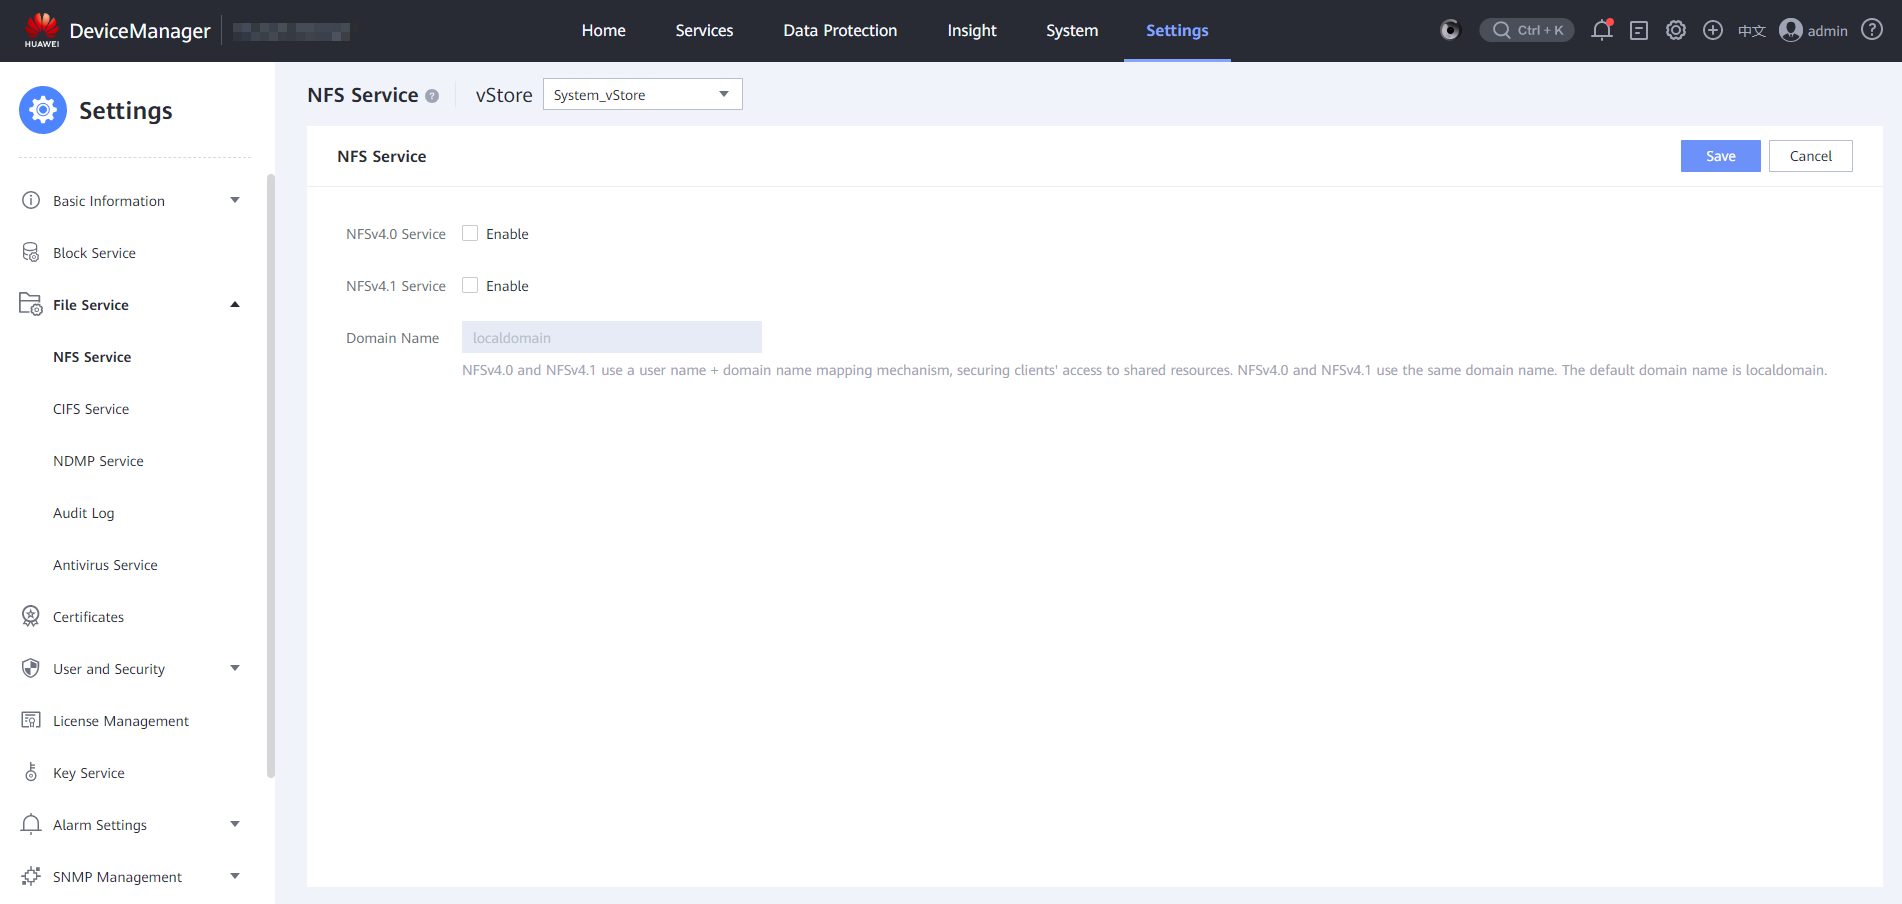 HUAWEI DeviceManager Home Services Data Protection Insight System Settings Ctrl + K 中文 admin
Settings
NFS Service vStore System_vStore
NFS Service Save Cancel
Basic Information
Block Service
File Service
NFS Service
CIFS Service
NDMP Service
Audit Log
Antivirus Service
Certificates
User and Security
License Management
Key Service
Alarm Settings
SNMP Management
NFSv4.0 Service Enable
NFSv4.1 Service Enable
Domain Name localdomain
NFSv4.0 and NFSv4.1 use a user name + domain name mapping mechanism, securing clients' access to shared resources. NFSv4.0 and NFSv4.1 use the same domain name. The default domain name is localdomain.